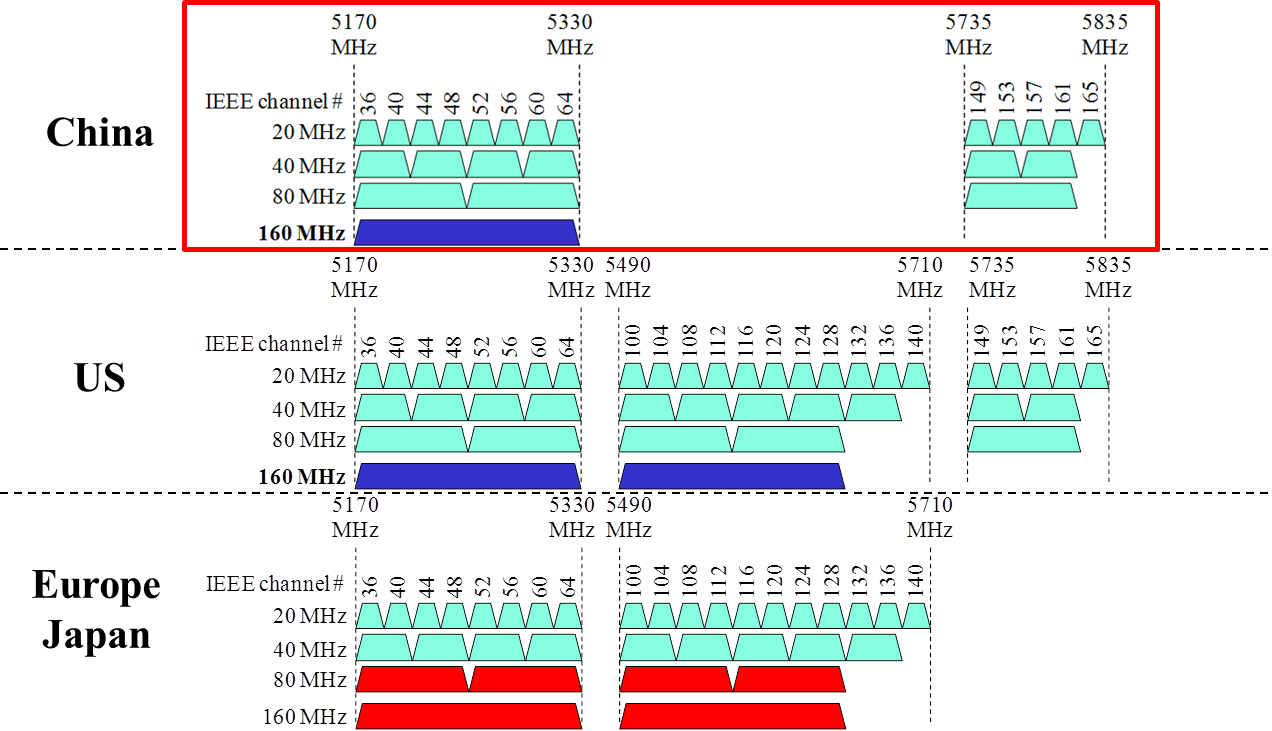 5170 5330 5735 5835
MHz MHz MHz MHz
IEEE channel # 36 40 44 48 52 56 60 64 149 153 157 161 165
China
20 MHz
40 MHz
80 MHz
160 MHz
5170 5330 5490 5710 5735 5835
MHz MHz MHz MHz MHz MHz
IEEE channel # 36 40 44 48 52 56 60 64 100 104 108 112 116 120 124 128 132 136 140 149 153 157 161 165
US
20 MHz
40 MHz
80 MHz
160 MHz
5170 5330 5490 5710
MHz MHz MHz MHz
IEEE channel # 36 40 44 48 52 56 60 64 100 104 108 112 116 120 124 128 132 136 140
Europe
Japan
20 MHz
40 MHz
80 MHz
160 MHz